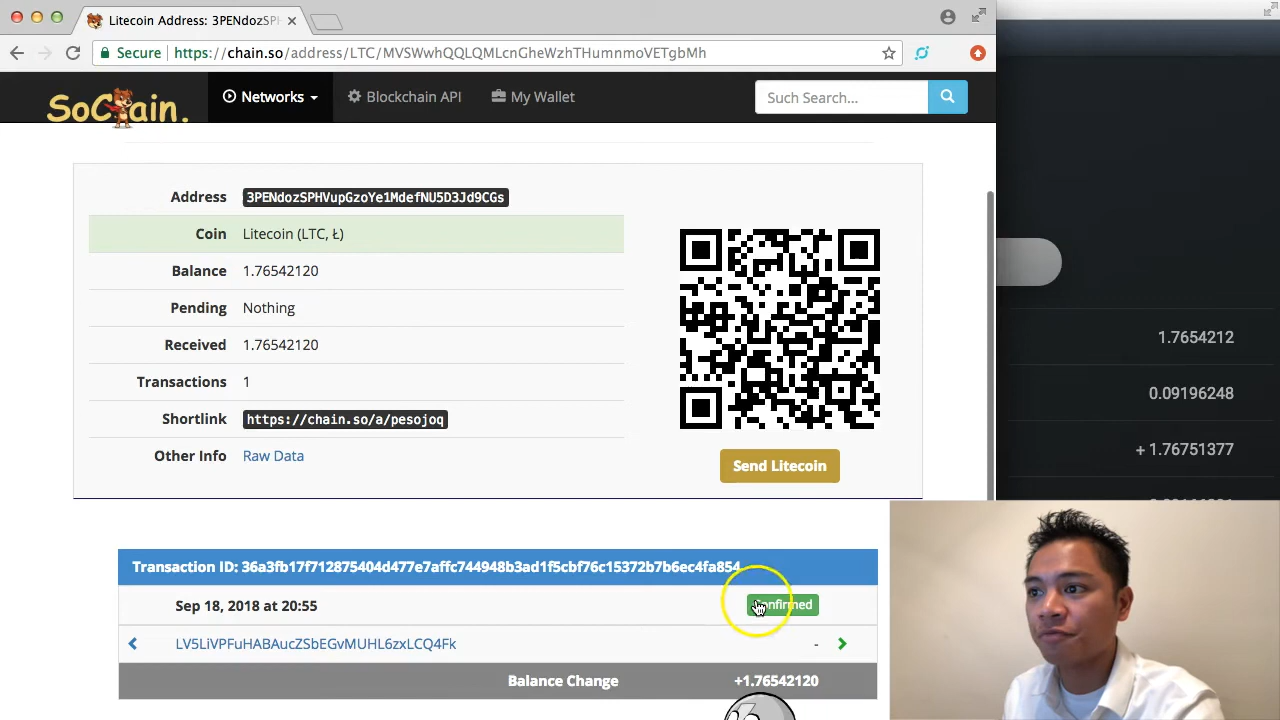 Litecoin Address: 3PENdozSPH
Secure https://chain.so/address/LTC/MVSWwhQQLQMLcnGheWzhTHumnmoVETgbMh
SoChain.
Networks
Blockchain API
My Wallet
Such Search...
Address 3PENdozSPHVupGzoYe1MdefNU5D3Jd9CGs
Coin Litecoin (LTC, Ł)
Balance 1.76542120
Pending Nothing
Received 1.76542120
Transactions 1
Shortlink https://chain.so/a/pesojoq
Other Info Raw Data
Send Litecoin
1.7654212
0.09196248
+ 1.76751377
Transaction ID: 36a3fb17f712875404d477e7affc744948b3ad1f5cbf76c15372b7b6ec4fa854
Sep 18, 2018 at 20:55
Confirmed
LV5LiVPFuHABAucZSbEGvMUHL6zxLCQ4Fk -
Balance Change +1.76542120